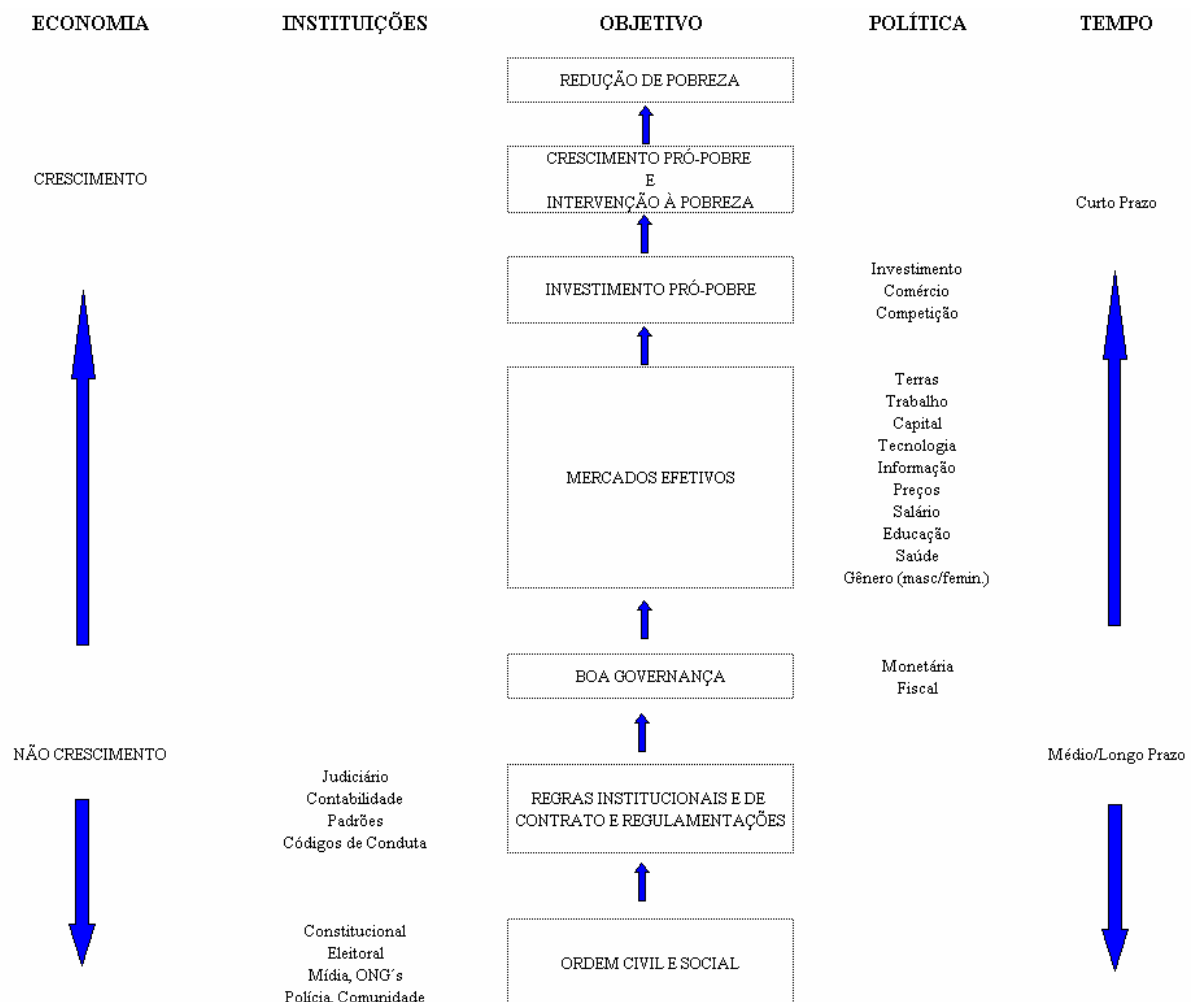 ECONOMIA INSTITUIÇÕES OBJETIVO POLÍTICA TEMPO
REDUÇÃO DE POBREZA
CRESCIMENTO PRÓ-POBRE
E
INTERVENÇÃO À POBREZA
CRESCIMENTO
Curto Prazo
INVESTIMENTO PRÓ-POBRE
Investimento
Comércio
Competição
MERCADOS EFETIVOS
Terras
Trabalho
Capital
Tecnologia
Informação
Preços
Salário
Educação
Saúde
Gênero (masc/femin.)
BOA GOVERNANÇA
Monetária
Fiscal
NÃO CRESCIMENTO
Médio/Longo Prazo
Judiciário
Contabilidade
Padrões
Códigos de Conduta
REGRAS INSTITUCIONAIS E DE
CONTRATO E REGULAMENTAÇÕES
Constitucional
Eleitoral
Mídia, ONG´s
Polícia, Comunidade
ORDEM CIVIL E SOCIAL